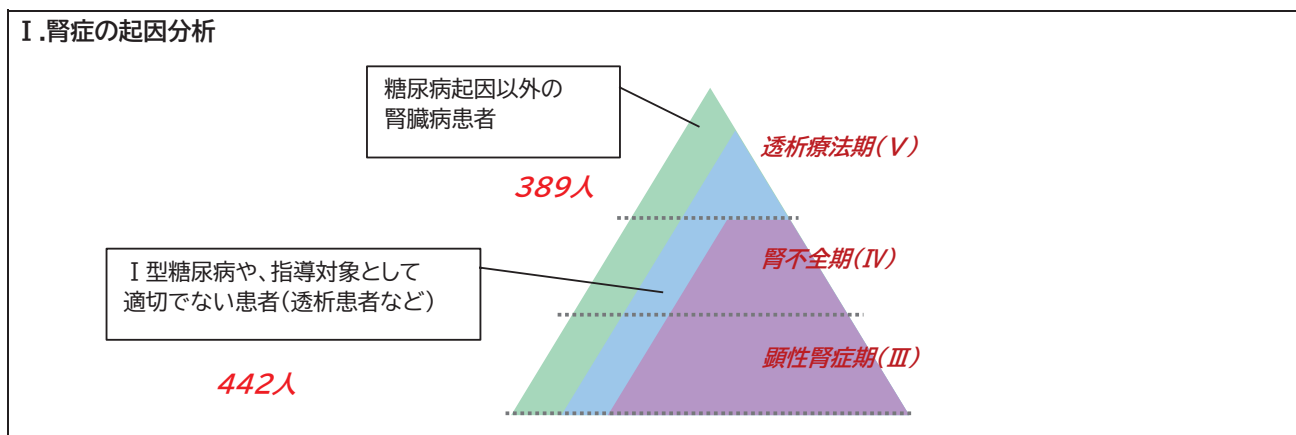 Ⅰ.腎症の起因分析
糖尿病起因以外の
腎臓病患者
透析療法期(Ⅴ)
389人
腎不全期(Ⅳ)
Ⅰ型糖尿病や、指導対象として
適切でない患者(透析患者など)
顕性腎症期(Ⅲ)
442人